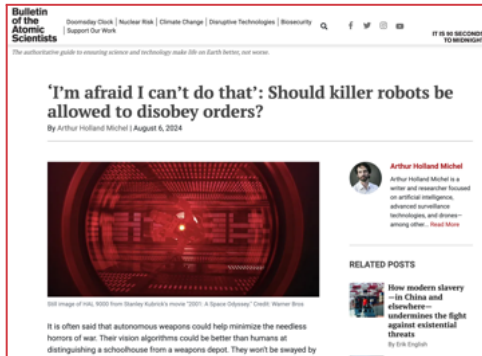 Bulletin
of the
Atomic
Scientists
Doomsday Clock | Nuclear Risk | Climate Change | Disruptive Technologies | Biosecurity
| Support Our Work
IT IS 90 SECONDS
TO MIDNIGHT
The authoritative guide to ensuring science and technology make life on Earth better, not worse.
‘I’m afraid I can’t do that’: Should killer robots be
allowed to disobey orders?
By Arthur Holland Michel | August 6, 2024
Still image of HAL 9000 from Stanley Kubrick's movie "2001: A Space Odyssey." Credit: Warner Bros.
It is often said that autonomous weapons could help minimize the needless
horrors of war. Their vision algorithms could be better than humans at
distinguishing a schoolhouse from a weapons depot. They won't be swayed by
Arthur Holland Michel
Arthur Holland Michel is a
writer and researcher focused
on artificial intelligence,
advanced surveillance
technologies, and drones—
among other... Read More
RELATED POSTS
How modern slavery
—in China and
elsewhere—
undermines the fight
against existential
threats
By Erik English